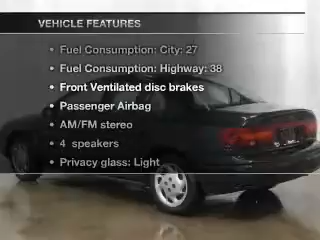 VEHICLE FEATURES
• Fuel Consumption: City: 27
• Fuel Consumption: Highway: 38
• Front Ventilated disc brakes
• Passenger Airbag
• AM/FM stereo
• 4 speakers
• Privacy glass: Light